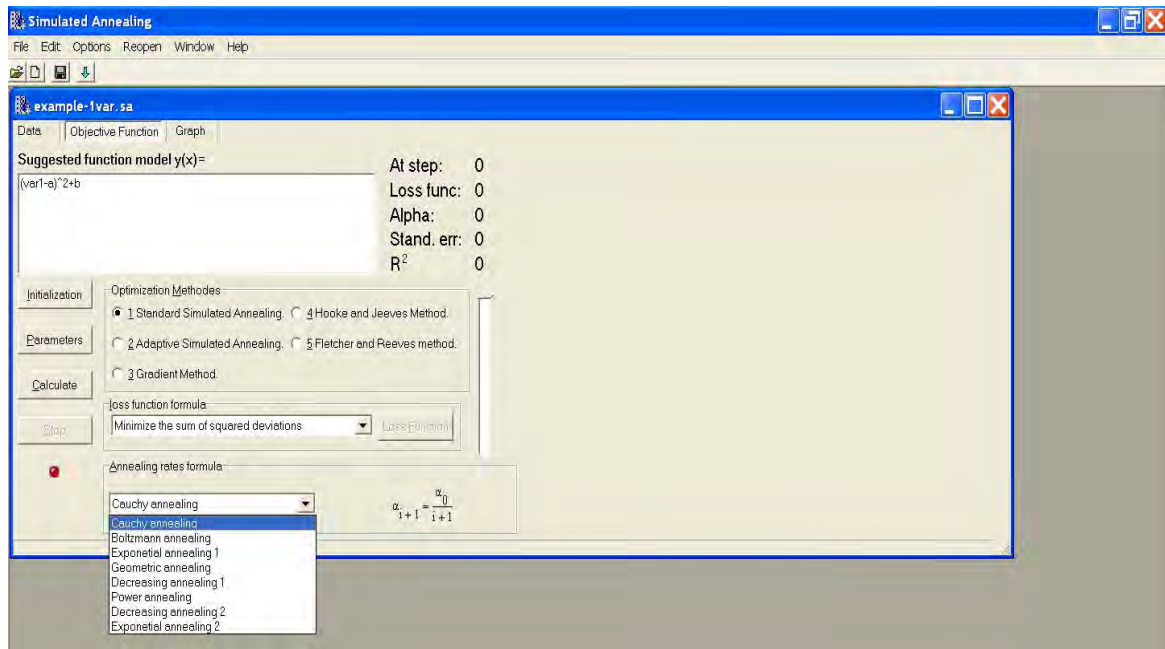 Simulated Annealing
File Edit Options Reopen Window Help
example-1var.sa
Data Objective Function Graph
Suggested function model y(x)=
(var1-a)^2+b
At step: 0
Loss func: 0
Alpha: 0
Stand. err: 0
R² 0
Initialization
Parameters
Calculate
Stop
Optimization Methodes
1 Standard Simulated Annealing. 4 Hooke and Jeeves Method.
2 Adaptive Simulated Annealing. 5 Fletcher and Reeves method.
3 Gradient Method.
loss function formula
Minimize the sum of squared deviations Loss Function
Annealing rates formula
Cauchy annealing
α i+1 = α 0 / i+1
Cauchy annealing
Boltzmann annealing
Exponetial annealing 1
Geometric annealing
Decreasing annealing 1
Power annealing
Decreasing annealing 2
Exponetial annealing 2